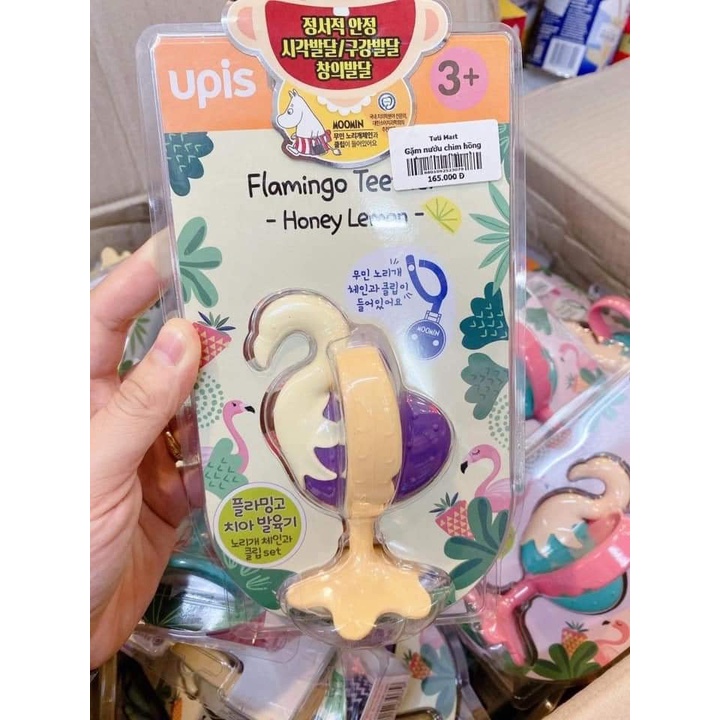 정서적 안정
시각발달/구강발달
창의발달
upis
3+
MOOMIN
무민 노리개체인과
클립이 들어있어요
Tuti Mart
Gặm nướu chim hồng
165.000 Đ
Flamingo
- Honey Lemon -
무민 노리개
체인과 클립이
들어있어요
MOOMIN
플라밍고
치아 발육기
노리개 체인과
클립 set